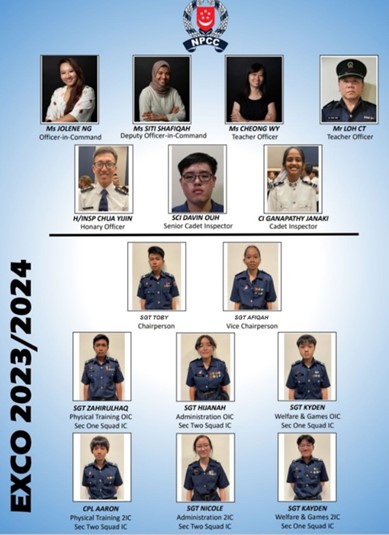 NPCC
Ms JOLENE NG
Officer-in-Command
Ms SITI SHAFIQAH
Deputy Officer-in-Command
Ms CHEONG WY
Teacher Officer
Mr LOH CT
Teacher Officer
H/INSP CHUA YIJIN
Honary Officer
SCI DAVIN OUH
Senior Cadet Inspector
CI GANAPATHY JANAKI
Cadet Inspector
EXCO 2023/2024
SGT TOBY
Chairperson
SGT AFIQAH
Vice Chairperson
SGT ZAHIRULHAQ
Physical Training OIC
Sec One Squad IC
SGT HIJANAH
Administration OIC
Sec Two Squad IC
SGT KYDEN
Welfare & Games OIC
Sec One Squad IC
CPL AARON
Physical Training 2IC
Sec Two Squad IC
SGT NICOLE
Administration 2IC
Sec Two Squad IC
SGT KAYDEN
Welfare & Games 2IC
Sec One Squad IC